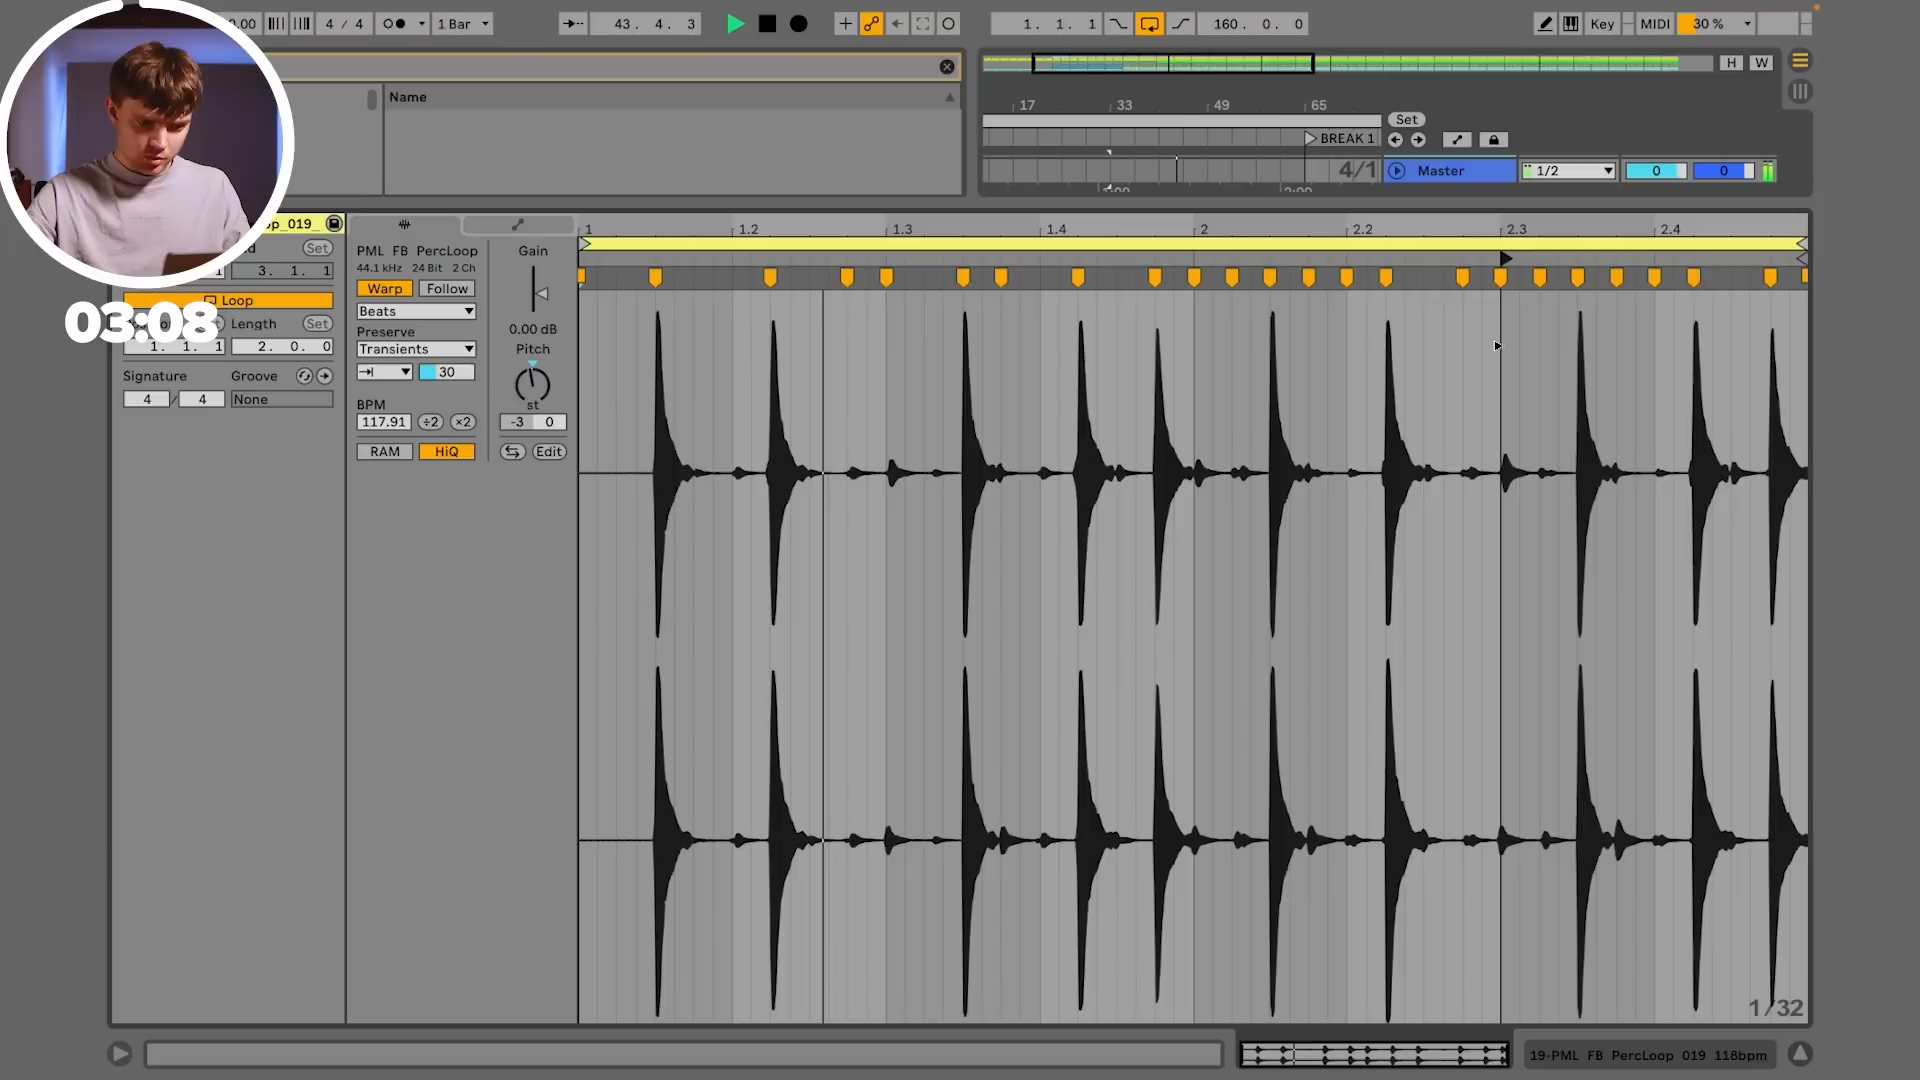 0.00
4 / 4
1 Bar
43. 4. 3
1. 1. 1
160. 0. 0
Key
MIDI
30 %
Name
H
W
17
33
49
65
Set
BREAK 1
4/1
Master
1/2
0
0
op_019_
Set
1
3. 1. 1
Loop
03:08
Length
Set
1. 1. 1
2. 0. 0
Signature
Groove
4 / 4
None
PML FB PercLoop
44.1 kHz 24 Bit 2 Ch
Warp
Follow
Beats
Preserve
Transients
30
BPM
117.91
÷2
×2
RAM
HiQ
Gain
0.00 dB
Pitch
st
-3
0
Edit
1
1.2
1.3
1.4
2
2.2
2.3
2.4
1/32
19-PML FB PercLoop 019 118bpm